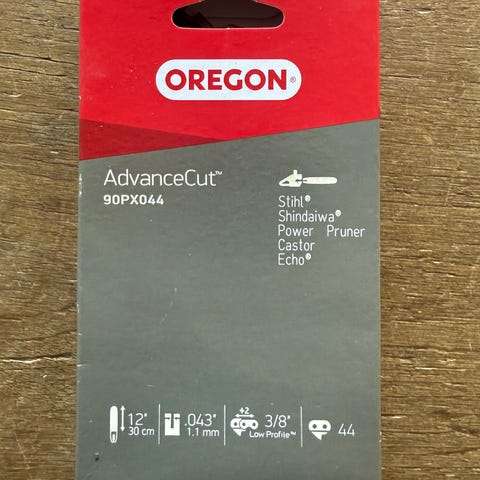 OREGON®
AdvanceCut™
90PX044
Stihl®
Shindaiwa®
Power Pruner
Castor
Echo®
12"
30 cm
.043"
1.1 mm
+2
3/8"
Low Profile™
44